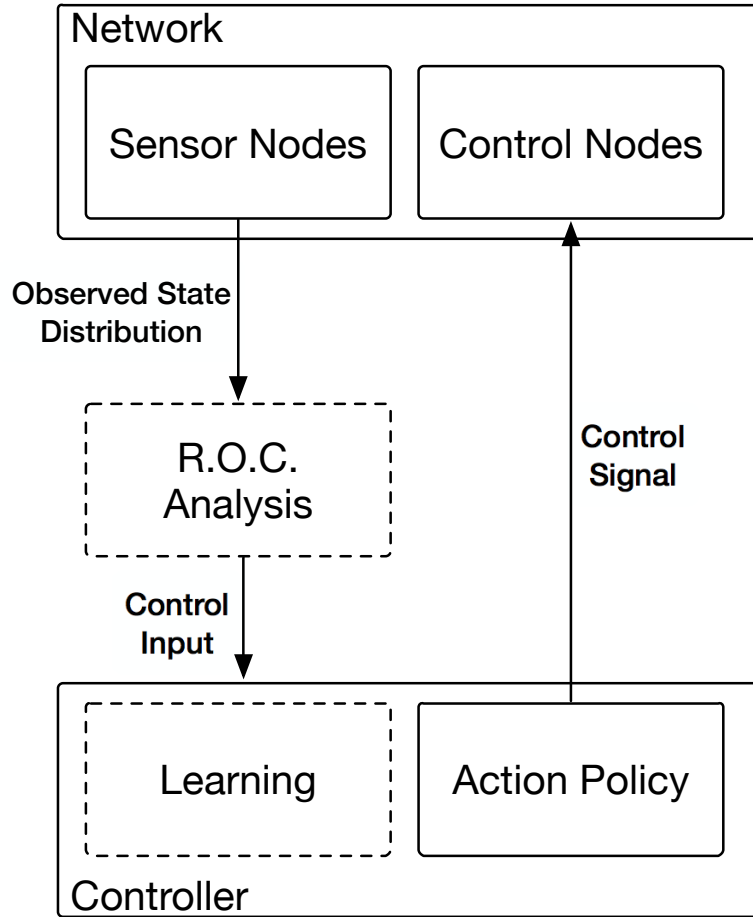 Network
Sensor Nodes
Control Nodes
Observed State
Distribution
R.O.C.
Analysis
Control
Signal
Control
Input
Learning
Action Policy
Controller